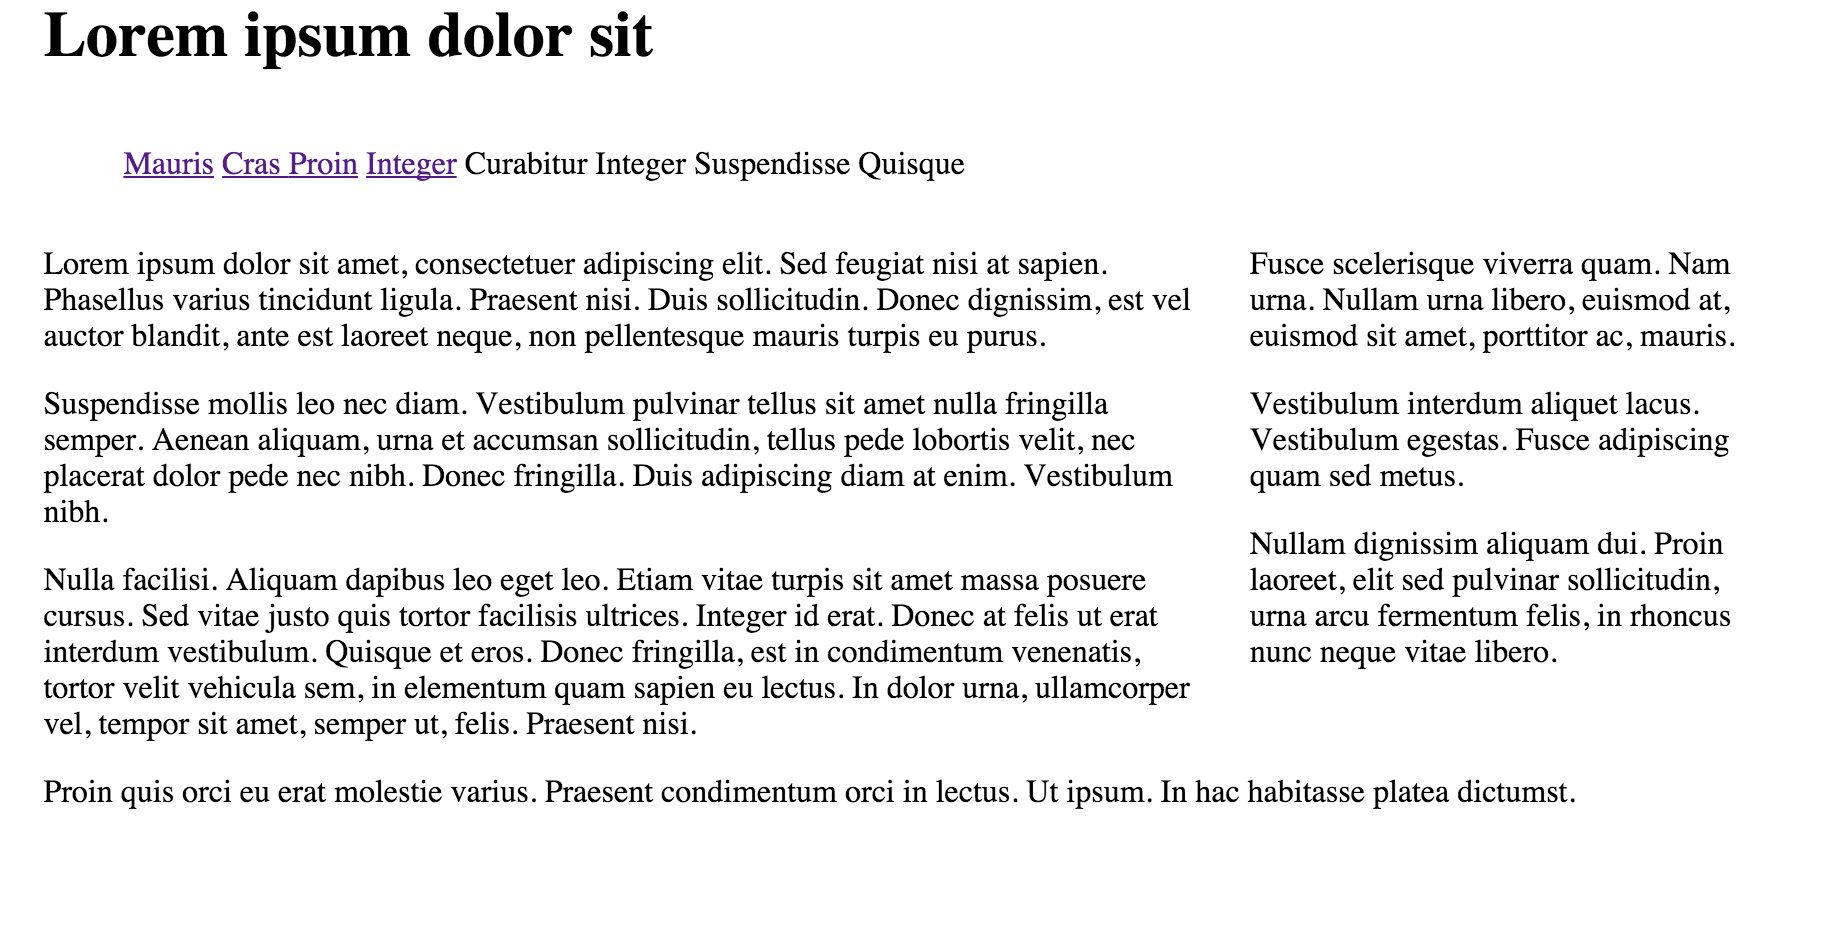 Lorem ipsum dolor sit
Mauris Cras Proin Integer Curabitur Integer Suspendisse Quisque
Lorem ipsum dolor sit amet, consectetuer adipiscing elit. Sed feugiat nisi at sapien.
Phasellus varius tincidunt ligula. Praesent nisi. Duis sollicitudin. Donec dignissim, est vel
auctor blandit, ante est laoreet neque, non pellentesque mauris turpis eu purus.
Suspendisse mollis leo nec diam. Vestibulum pulvinar tellus sit amet nulla fringilla
semper. Aenean aliquam, urna et accumsan sollicitudin, tellus pede lobortis velit, nec
placerat dolor pede nec nibh. Donec fringilla. Duis adipiscing diam at enim. Vestibulum
nibh.
Nulla facilisi. Aliquam dapibus leo eget leo. Etiam vitae turpis sit amet massa posuere
cursus. Sed vitae justo quis tortor facilisis ultrices. Integer id erat. Donec at felis ut erat
interdum vestibulum. Quisque et eros. Donec fringilla, est in condimentum venenatis,
tortor velit vehicula sem, in elementum quam sapien eu lectus. In dolor urna, ullamcorper
vel, tempor sit amet, semper ut, felis. Praesent nisi.
Fusce scelerisque viverra quam. Nam
urna. Nullam urna libero, euismod at,
euismod sit amet, porttitor ac, mauris.
Vestibulum interdum aliquet lacus.
Vestibulum egestas. Fusce adipiscing
quam sed metus.
Nullam dignissim aliquam dui. Proin
laoreet, elit sed pulvinar sollicitudin,
urna arcu fermentum felis, in rhoncus
nunc neque vitae libero.
Proin quis orci eu erat molestie varius. Praesent condimentum orci in lectus. Ut ipsum. In hac habitasse platea dictumst.